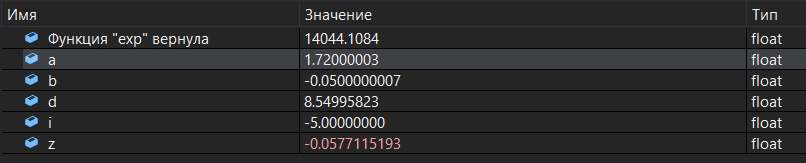 Имя Значение Тип
Функция "exp" вернула 14044.1084 float
a 1.72000003 float
b -0.0500000007 float
d 8.54995823 float
i -5.00000000 float
z -0.0577115193 float